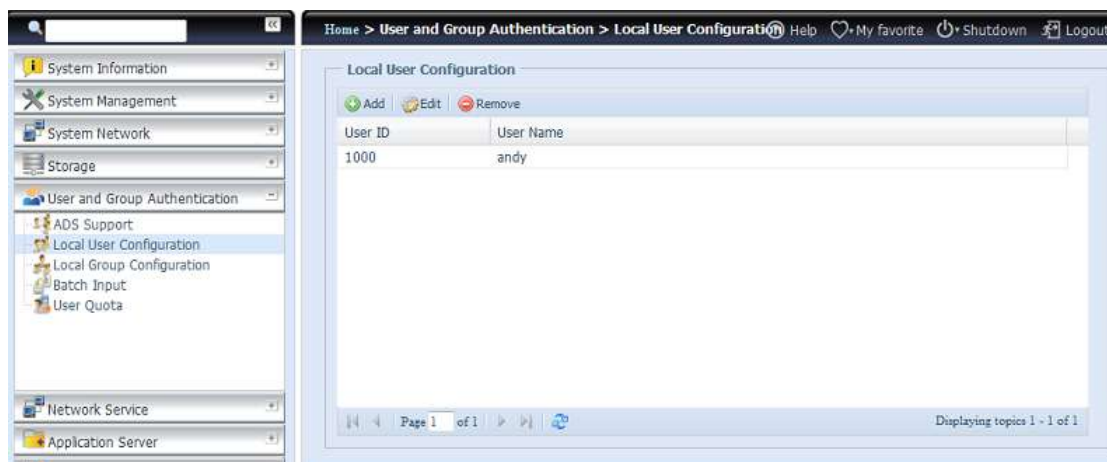 Home > User and Group Authentication > Local User Configuration Help My favorite Shutdown Logout
System Information
System Management
System Network
Storage
User and Group Authentication
ADS Support
Local User Configuration
Local Group Configuration
Batch Input
User Quota
Network Service
Application Server
Local User Configuration
Add Edit Remove
User ID User Name
1000 andy
Page 1 of 1 Displaying topics 1 - 1 of 1